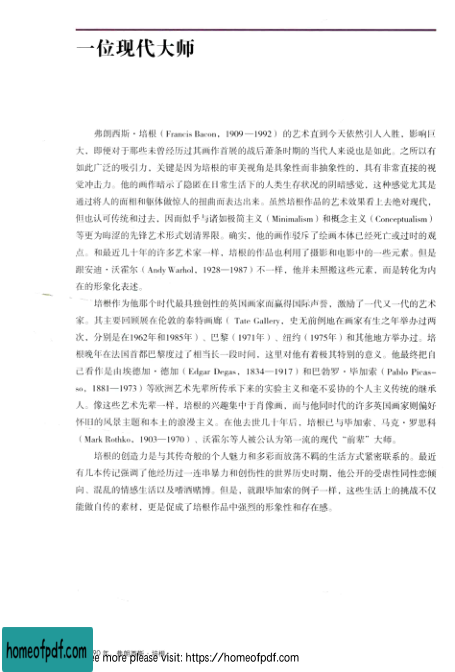 一位现代大师
弗朗西斯·培根（Francis Bacon，1909—1992）的艺术直到今天依然引人入胜，影响巨
大，即便对于那些未曾经历过其画作首展的战后萧条时期的当代人来说也是如此。之所以有
如此广泛的吸引力，关键是因为培根的审美视角是具象性而非抽象性的，具有非常直接的视
觉冲击力。他的画作暗示了隐匿在日常生活下的人类生存状况的阴暗感觉，这种感觉尤其是
通过将人的面相和躯体做惊人的扭曲而表达出来。虽然培根作品的艺术效果看上去绝对现代，
但也认可传统和过去，因而似乎与诸如极简主义（Minimalism）和概念主义（Conceptualism）
等更为晦涩的先锋艺术形式划清界限。确实，他的画作驳斥了绘画本体已经死亡或过时的观
点。和最近几十年的许多艺术家一样，培根的作品也利用了摄影和电影中的一些元素。但是
跟安迪·沃霍尔（Andy Warhol，1928—1987）不一样，他并未照搬这些元素，而是转化为内
在的形象化表述。
培根作为他那个时代最具独创性的英国画家而赢得国际声誉，激励了一代又一代的艺术
家。其主要回顾展在伦敦的泰特画廊（Tate Gallery，史无前例地在画家有生之年举办过两
次，分别是在1962年和1985年）、巴黎（1971年）、纽约（1975年）和其他地方举办过。培
根晚年在法国首都巴黎度过了相当长一段时间，这里对他有着极其特别的意义。他最终把自
己看作是由埃德加·德加（Edgar Degas，1834—1917）和巴勃罗·毕加索（Pablo Picas-
so，1881—1973）等欧洲艺术先辈所传承下来的实验主义和毫不妥协的个人主义传统的继承
人。像这些艺术先辈一样，培根的兴趣集中于肖像画，而与他同时代的许多英国画家则偏好
怀旧的风景主题和本土的浪漫主义。在他去世几十年后，培根已与毕加索、马克·罗思科
（Mark Rothko，1903—1970）、沃霍尔等人被公认为第一流的现代“前辈”大师。
培根的创造力是与其传奇般的个人魅力和多彩而放荡不羁的生活方式紧密联系的。最近
有几本传记强调了他经历过一连串暴力和创伤性的世界历史时期，他公开的受虐性同性恋倾
向、混乱的情感生活以及嗜酒赌博。但是，就跟毕加索的例子一样，这些生活上的挑战不仅
能做自传的素材，更是促成了培根作品中强烈的形象性和存在感。
homeofpdf.com
more please visit: https://homeofpdf.com